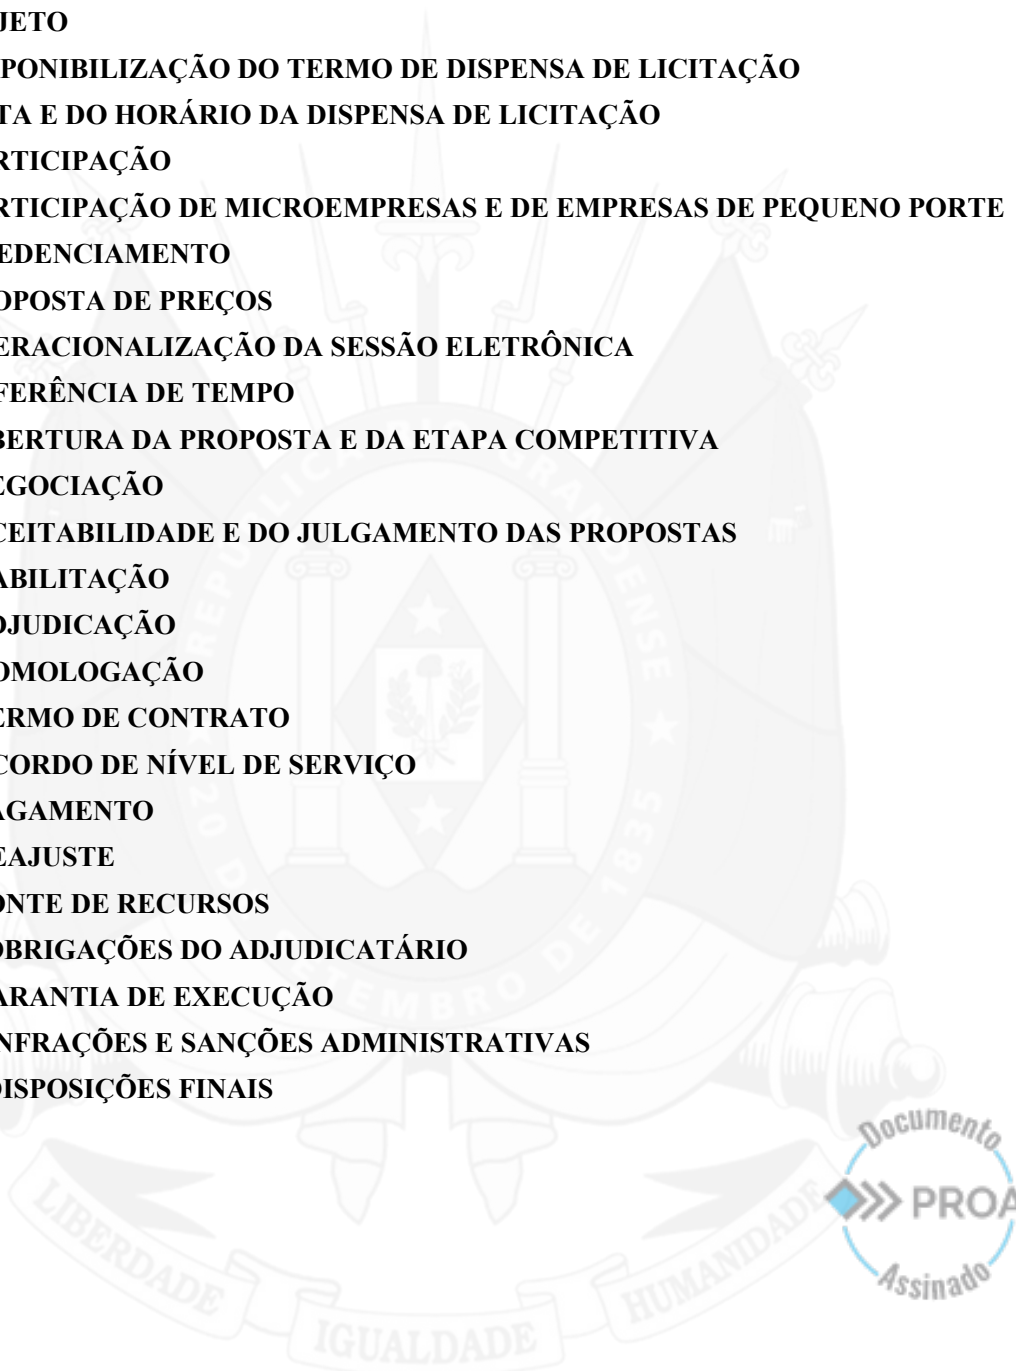 JETO
PONIBILIZAÇÃO DO TERMO DE DISPENSA DE LICITAÇÃO
TA E DO HORÁRIO DA DISPENSA DE LICITAÇÃO
RTICIPAÇÃO
RTICIPAÇÃO DE MICROEMPRESAS E DE EMPRESAS DE PEQUENO PORTE
EDENCIAMENTO
OPOSTA DE PREÇOS
ERACIONALIZAÇÃO DA SESSÃO ELETRÔNICA
FERÊNCIA DE TEMPO
BERTURA DA PROPOSTA E DA ETAPA COMPETITIVA
EGOCIAÇÃO
CEITABILIDADE E DO JULGAMENTO DAS PROPOSTAS
ABILITAÇÃO
DJUDICAÇÃO
OMOLOGAÇÃO
ERMO DE CONTRATO
CORDO DE NÍVEL DE SERVIÇO
AGAMENTO
EAJUSTE
ONTE DE RECURSOS
OBRIGAÇÕES DO ADJUDICATÁRIO
ARANTIA DE EXECUÇÃO
NFRAÇÕES E SANÇÕES ADMINISTRATIVAS
DISPOSIÇÕES FINAIS
Documento
PROA
Assinado
LIBERDADE
IGUALDADE
HUMANIDADE